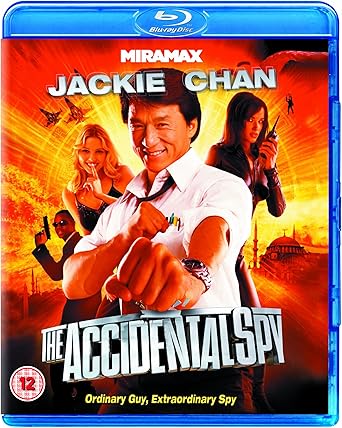 Blu-ray Disc
MIRAMAX
JACKIE CHAN
THE ACCIDENTAL SPY
12
Ordinary Guy, Extraordinary Spy